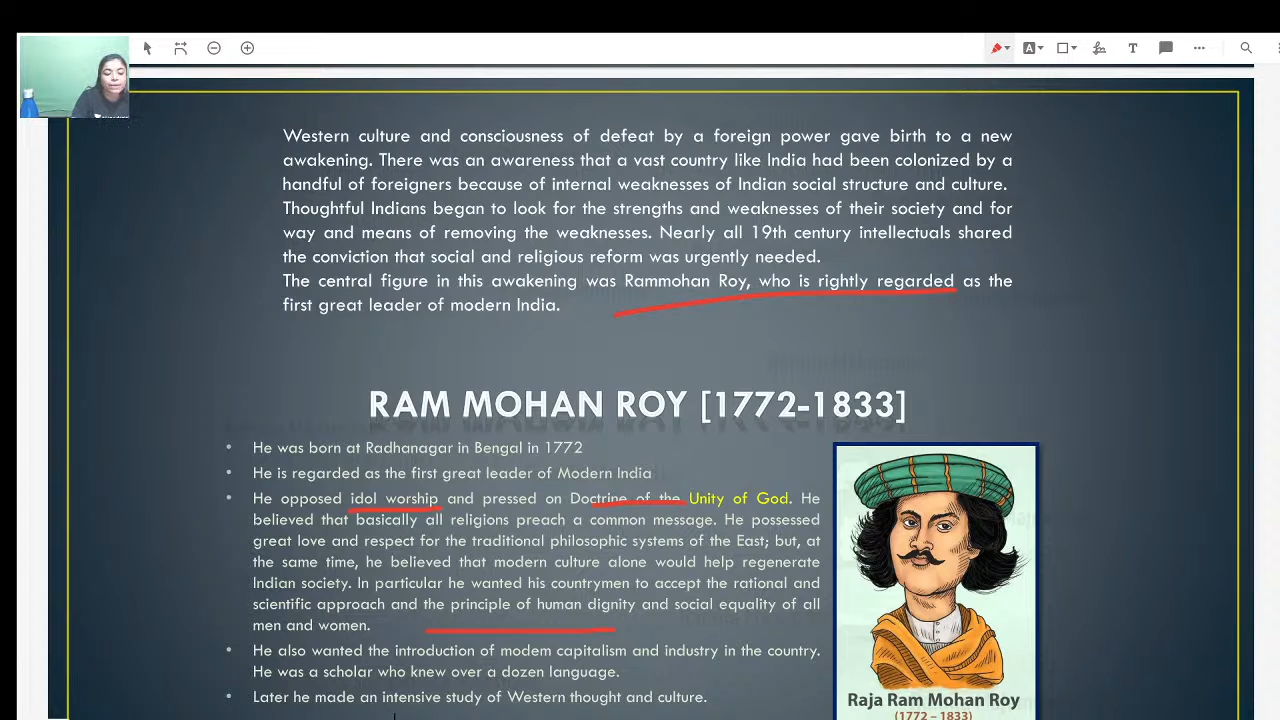 Western culture and consciousness of defeat by a foreign power gave birth to a new
awakening. There was an awareness that a vast country like India had been colonized by a
handful of foreigners because of internal weaknesses of Indian social structure and culture.
Thoughtful Indians began to look for the strengths and weaknesses of their society and for
way and means of removing the weaknesses. Nearly all 19th century intellectuals shared
the conviction that social and religious reform was urgently needed.
The central figure in this awakening was Rammohan Roy, who is rightly regarded as the
first great leader of modern India.
RAM MOHAN ROY [1772-1833]
• He was born at Radhanagar in Bengal in 1772
• He is regarded as the first great leader of Modern India
• He opposed idol worship and pressed on Doctrine of the Unity of God. He
believed that basically all religions preach a common message. He possessed
great love and respect for the traditional philosophic systems of the East; but, at
the same time, he believed that modern culture alone would help regenerate
Indian society. In particular he wanted his countrymen to accept the rational and
scientific approach and the principle of human dignity and social equality of all
men and women.
• He also wanted the introduction of modem capitalism and industry in the country.
He was a scholar who knew over a dozen language.
• Later he made an intensive study of Western thought and culture.
Raja Ram Mohan Roy
(1772 – 1833)